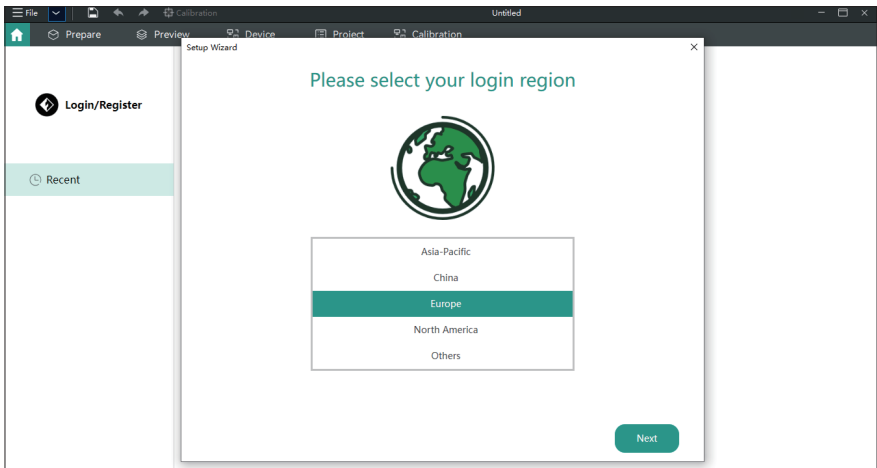 File Calibration Untitled
Prepare Preview Device Project Calibration
Setup Wizard
Please select your login region
Login/Register
Recent
Asia-Pacific
China
Europe
North America
Others
Next